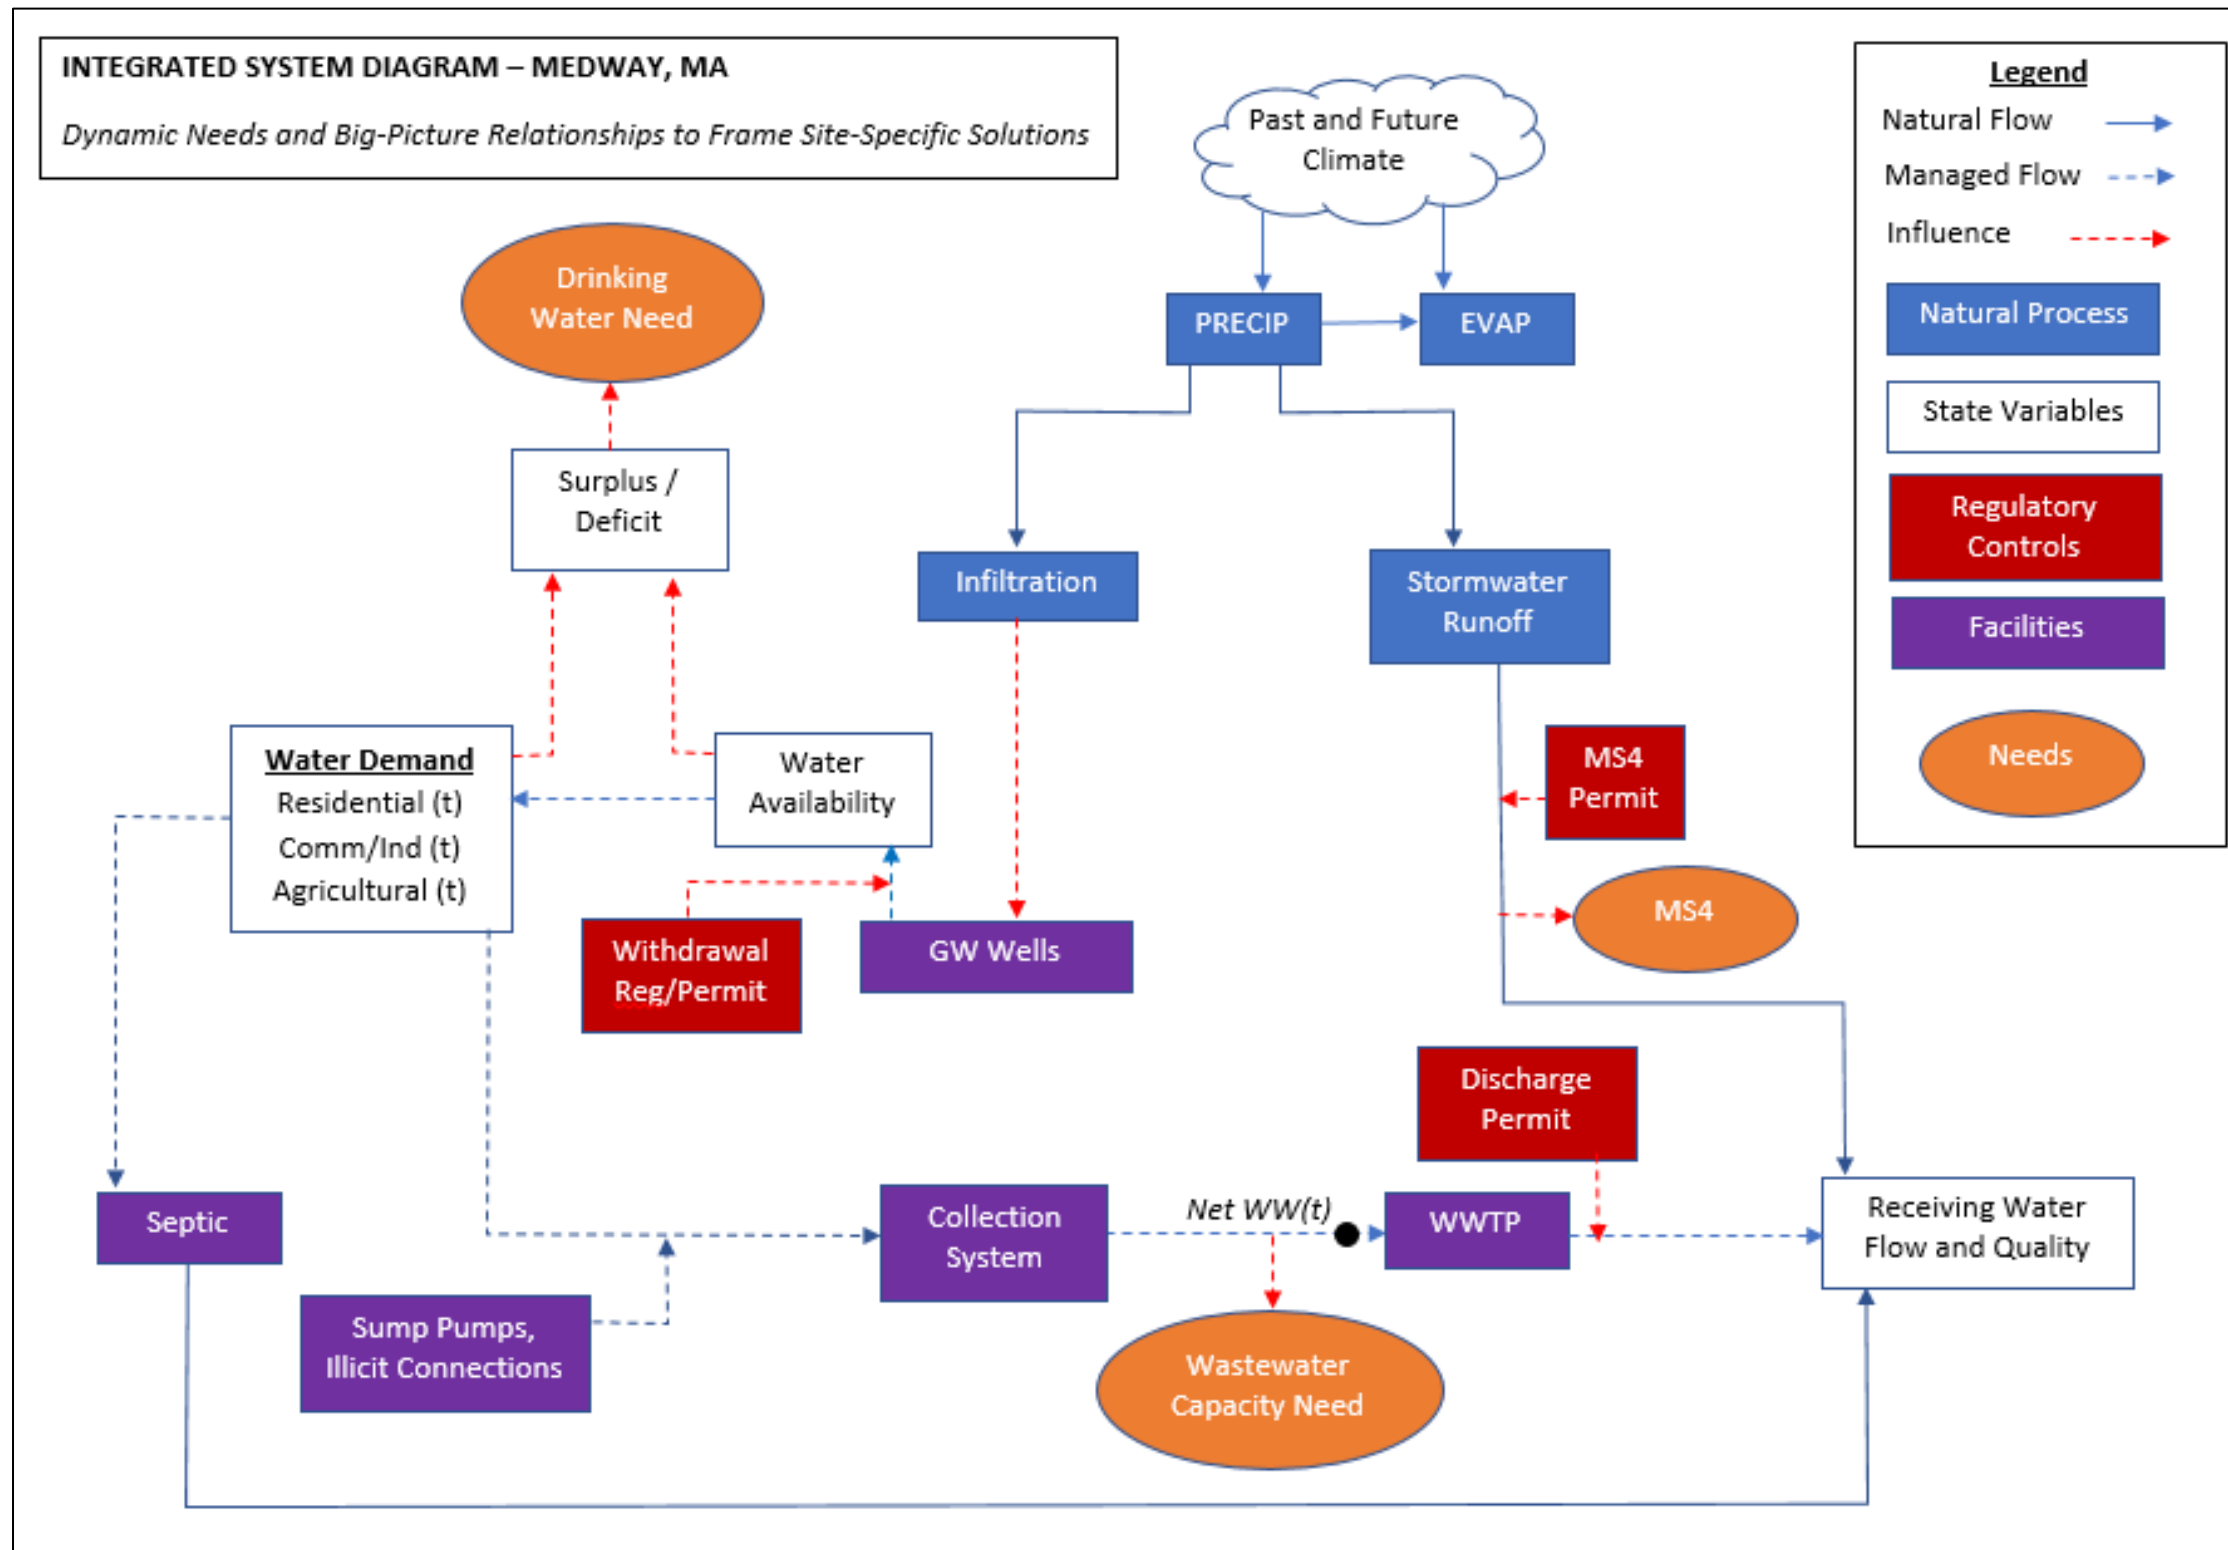 INTEGRATED SYSTEM DIAGRAM – MEDWAY, MA
Dynamic Needs and Big-Picture Relationships to Frame Site-Specific Solutions
Past and Future
Climate
PRECIP
EVAP
Drinking
Water Need
Surplus /
Deficit
Infiltration
Stormwater
Runoff
Water Demand
Residential (t)
Comm/Ind (t)
Agricultural (t)
Water
Availability
MS4
Permit
MS4
Withdrawal
Reg/Permit
GW Wells
Discharge
Permit
Septic
Collection
System
Net WW(t)
WWTP
Receiving Water
Flow and Quality
Sump Pumps,
Illicit Connections
Wastewater
Capacity Need
Legend
Natural Flow
Managed Flow
Influence
Natural Process
State Variables
Regulatory
Controls
Facilities
Needs